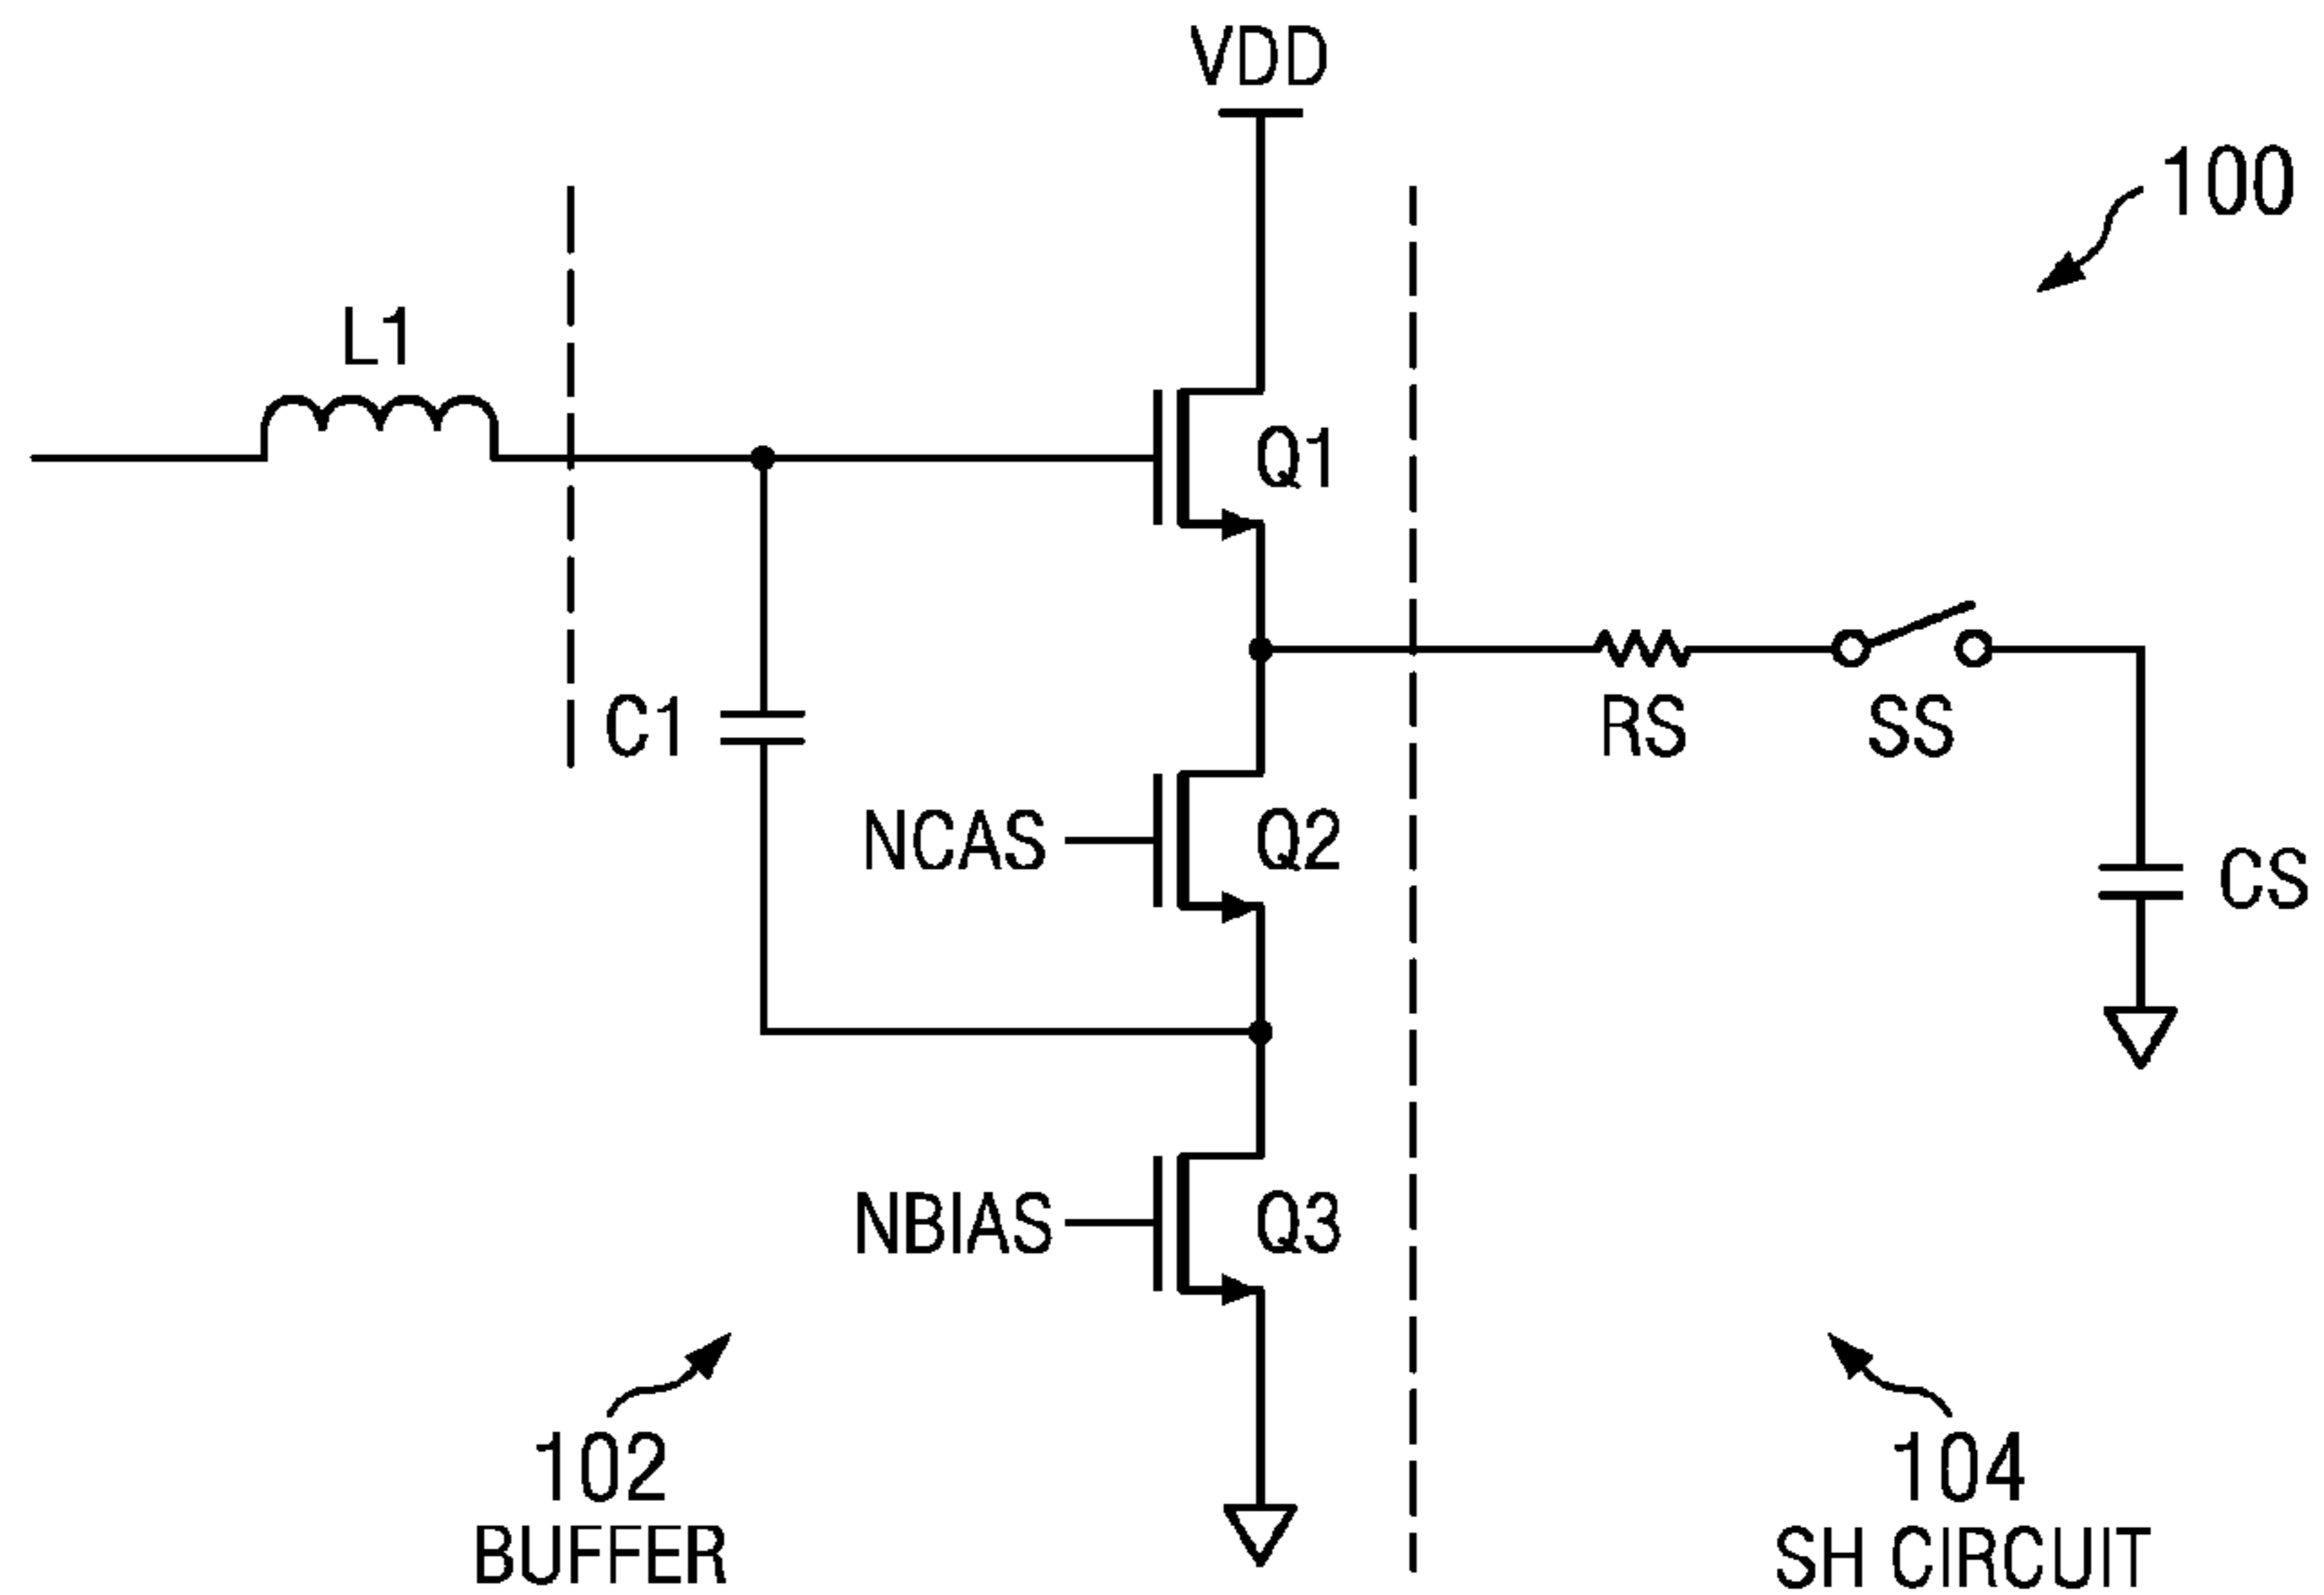 VDD
100
L1
Q1
C1
RS
SS
NCAS
Q2
CS
NBIAS
Q3
102
BUFFER
104
SH CIRCUIT